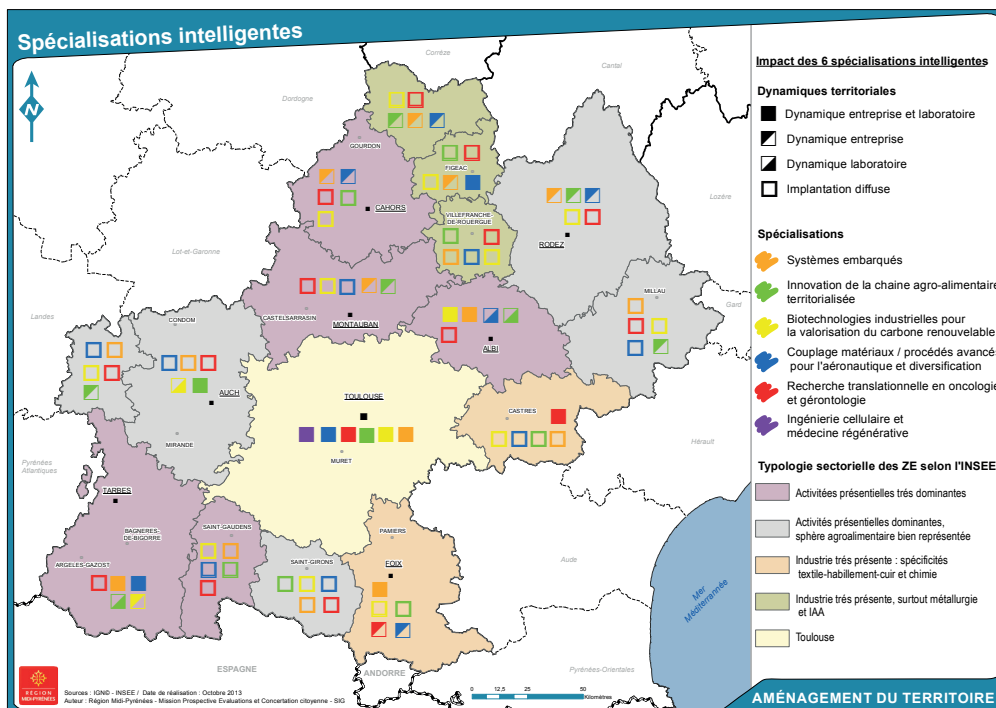 Spécialisations intelligentes
N
Corrèze
Cantal
Dordogne
Lozère
Lot-et-Garonne
Landes
Gard
Hérault
Pyrénées
Atlantiques
Aude
Pyrénées-Orientales
ESPAGNE
ANDORRE
Mer
Méditerrannée
GOURDON
CAHORS
FIGEAC
VILLEFRANCHE-
DE-ROUERGUE
RODEZ
MILLAU
CASTELSARRASIN
MONTAUBAN
ALBI
CONDOM
AUCH
MIRANDE
TOULOUSE
MURET
CASTRES
TARBES
BAGNERES-
DE-BIGORRE
ARGELES-GAZOST
SAINT-GAUDENS
SAINT-GIRONS
PAMIERS
FOIX
Impact des 6 spécialisations intelligentes
Dynamiques territoriales
Dynamique entreprise et laboratoire
Dynamique entreprise
Dynamique laboratoire
Implantation diffuse
Spécialisations
Systèmes embarqués
Innovation de la chaine agro-alimentaire
territorialisée
Biotechnologies industrielles pour
la valorisation du carbone renouvelable
Couplage matériaux / procédés avancés
pour l'aéronautique et diversification
Recherche translationnelle en oncologie
et gérontologie
Ingénierie cellulaire et
médecine régénérative
Typologie sectorielle des ZE selon l'INSEE
Activitées présentielles trés dominantes
Activités présentielles dominantes,
sphère agroalimentaire bien représentée
Industrie trés présente : spécificités
textile-habillement-cuir et chimie
Industrie trés présente, surtout métallurgie
et IAA
Toulouse
RÉGION
MIDI-PYRÉNÉES
Sources : IGN© - INSEE / Date de réalisation : Octobre 2013
Auteur : Région Midi-Pyrénées - Mission Prospective Evaluations et Concertation citoyenne - SIG
0 12,5 25 50
Kilomètres
AMÉNAGEMENT DU TERRITOIRE